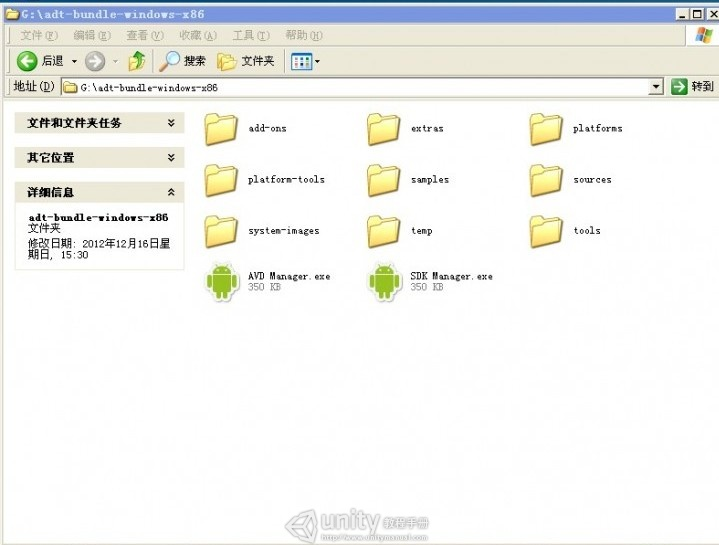 G:\adt-bundle-windows-x86
文件(F) 编辑(E) 查看(V) 收藏(A) 工具(T) 帮助(H)
后退 搜索 文件夹
地址(D) G:\adt-bundle-windows-x86 转到
文件和文件夹任务
其它位置
详细信息
adt-bundle-windows-x86
文件夹
修改日期: 2012年12月16日星
期日, 15:30
add-ons extras platforms
platform-tools samples sources
system-images temp tools
AVD Manager.exe SDK Manager.exe
350 KB 350 KB
unity 教程手册
http://www.unitymanual.com